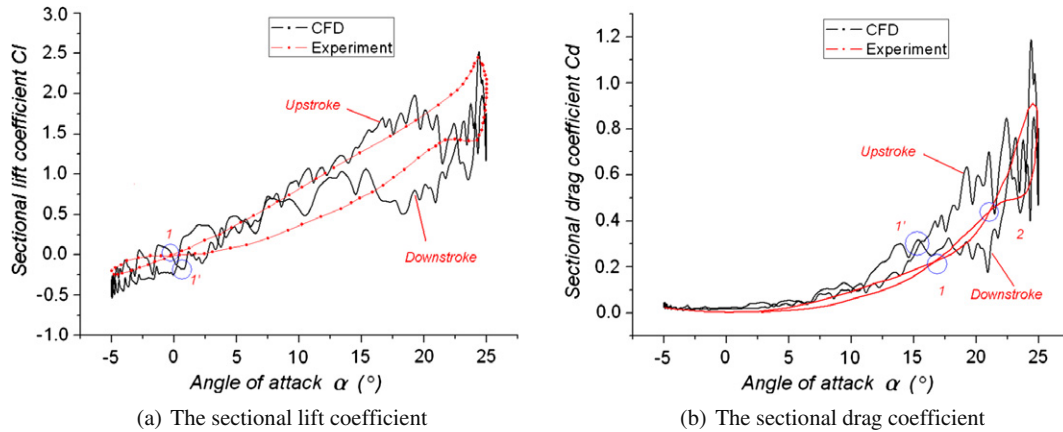 3.0
2.5
2.0
1.5
1.0
0.5
0.0
-0.5
-1.0
Sectional lift coefficient Cl
CFD
Experiment
Upstroke
Downstroke
1
1'
-5 0 5 10 15 20 25
Angle of attack α (°)
(a) The sectional lift coefficient
1.2
1.0
0.8
0.6
0.4
0.2
0.0
Sectional drag coefficient Cd
CFD
Experiment
Upstroke
1'
2
1
Downstroke
-5 0 5 10 15 20 25
Angle of attack α (°)
(b) The sectional drag coefficient